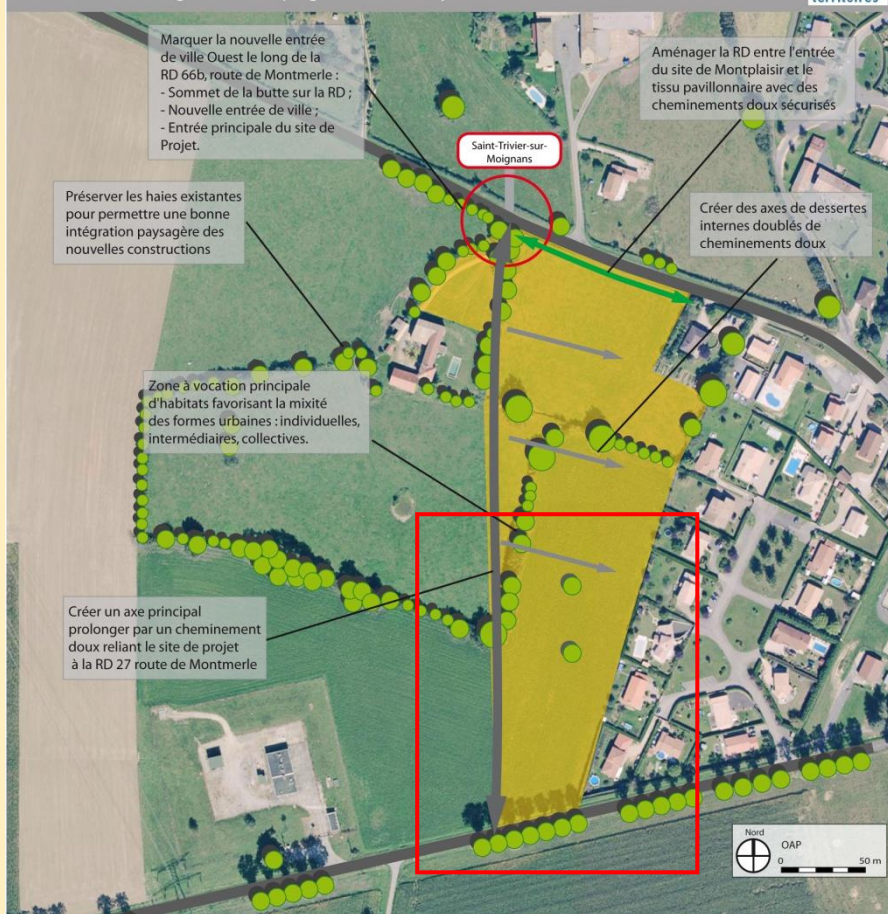 territoires
Marquer la nouvelle entrée
de ville Ouest le long de la
RD 66b, route de Montmerle :
- Sommet de la butte sur la RD ;
- Nouvelle entrée de ville ;
- Entrée principale du site de
Projet.
Aménager la RD entre l'entrée
du site de Montplaisir et le
tissu pavillonnaire avec des
cheminements doux sécurisés
Saint-Trivier-sur-
Moignans
Préserver les haies existantes
pour permettre une bonne
intégration paysagère des
nouvelles constructions
Créer des axes de dessertes
internes doublés de
cheminements doux
Zone à vocation principale
d'habitats favorisant la mixité
des formes urbaines : individuelles,
intermédiaires, collectives.
Créer un axe principal
prolonger par un cheminement
doux reliant le site de projet
à la RD 27 route de Montmerle
Nord
OAP
0 50 m